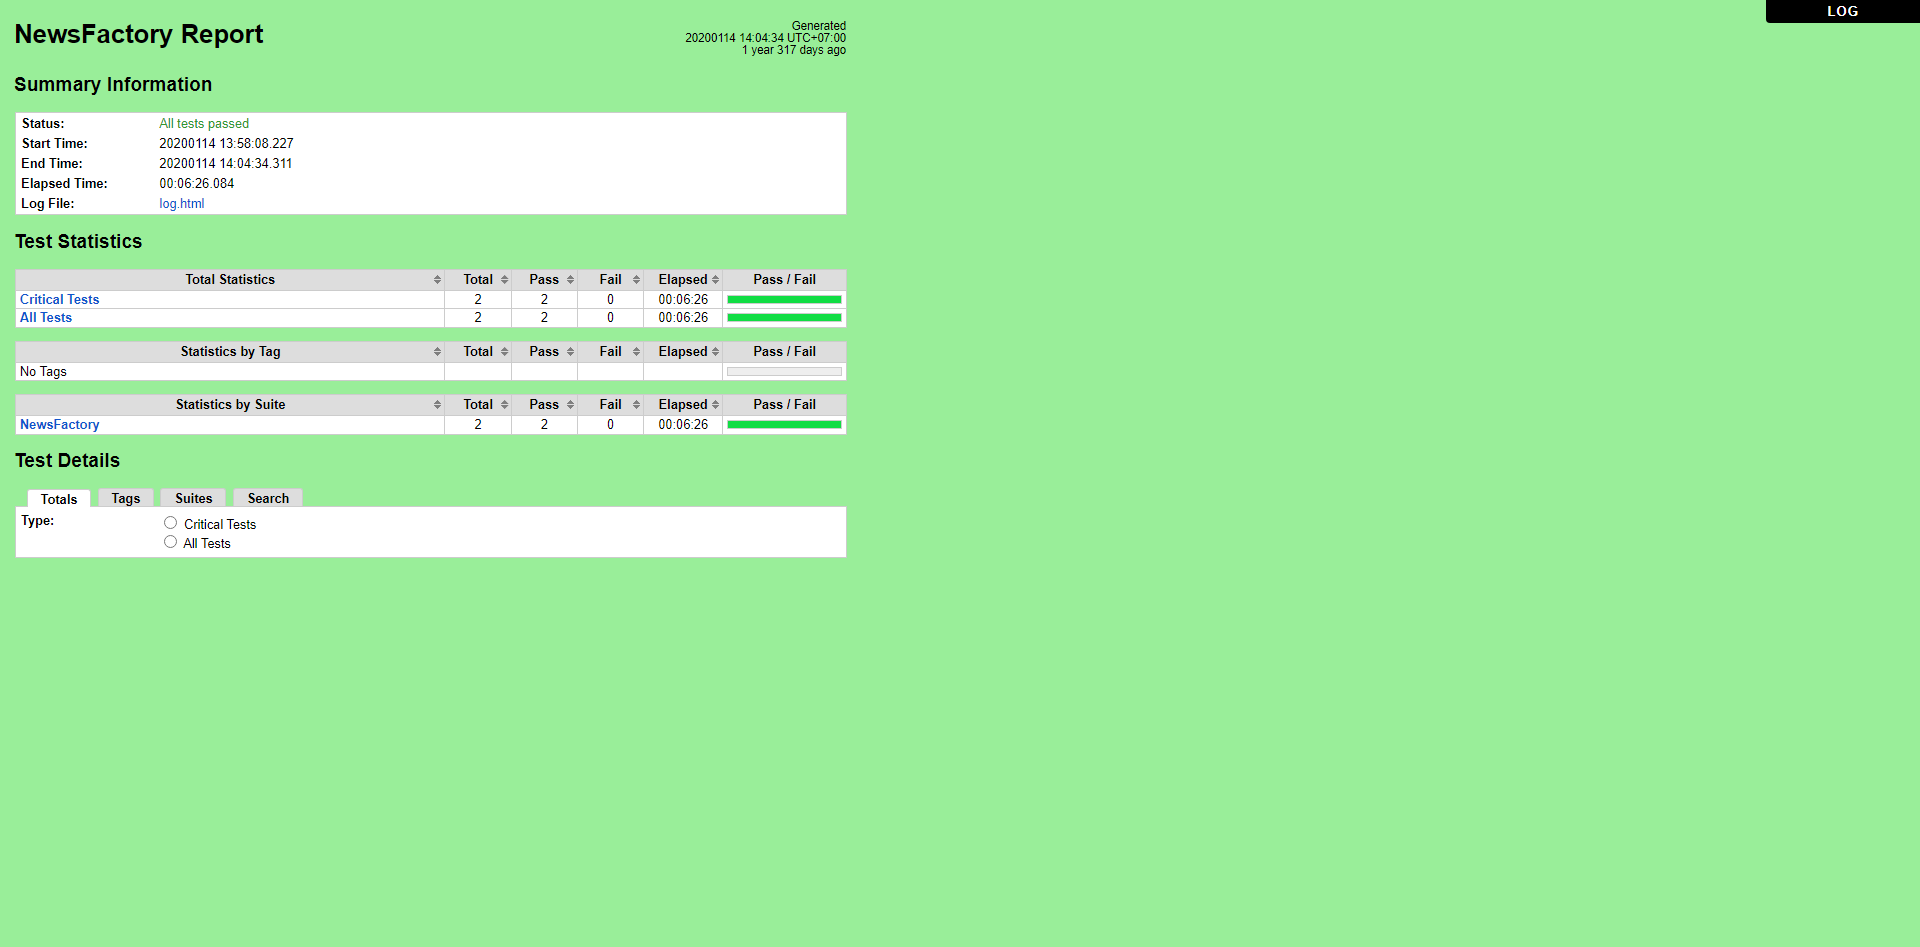 LOG
NewsFactory Report
Generated
20200114 14:04:34 UTC+07:00
1 year 317 days ago
Summary Information
Status: All tests passed
Start Time: 20200114 13:58:08.227
End Time: 20200114 14:04:34.311
Elapsed Time: 00:06:26.084
Log File: log.html
Test Statistics
Total Statistics Total Pass Fail Elapsed Pass / Fail
Critical Tests 2 2 0 00:06:26
All Tests 2 2 0 00:06:26
Statistics by Tag Total Pass Fail Elapsed Pass / Fail
No Tags
Statistics by Suite Total Pass Fail Elapsed Pass / Fail
NewsFactory 2 2 0 00:06:26
Test Details
Totals Tags Suites Search
Type: Critical Tests
All Tests